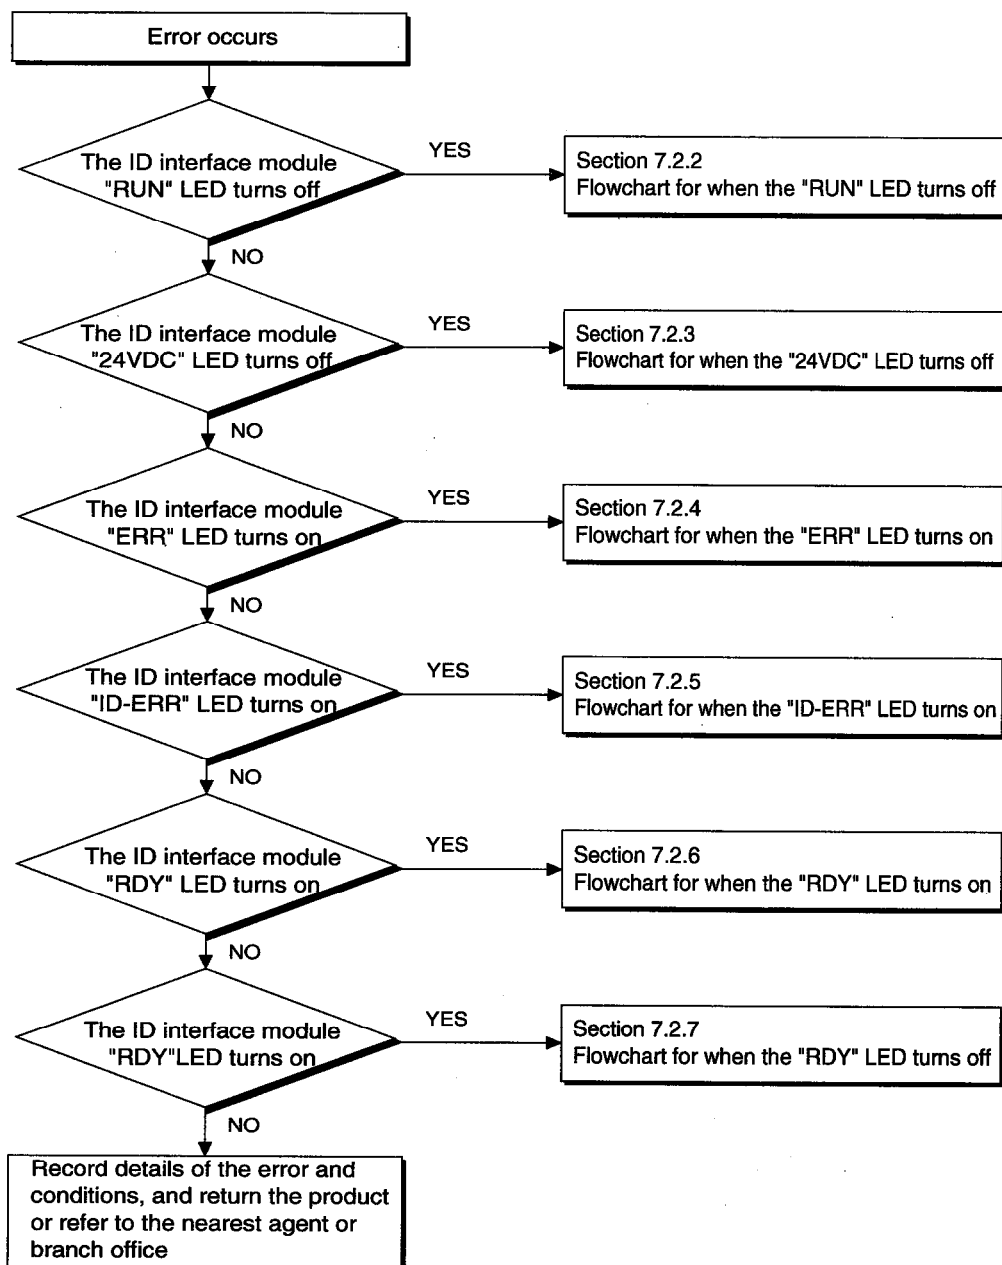 Error occurs
The ID interface module
"RUN" LED turns off
YES
Section 7.2.2
Flowchart for when the "RUN" LED turns off
NO
The ID interface module
"24VDC" LED turns off
YES
Section 7.2.3
Flowchart for when the "24VDC" LED turns off
NO
The ID interface module
"ERR" LED turns on
YES
Section 7.2.4
Flowchart for when the "ERR" LED turns on
NO
The ID interface module
"ID-ERR" LED turns on
YES
Section 7.2.5
Flowchart for when the "ID-ERR" LED turns on
NO
The ID interface module
"RDY" LED turns on
YES
Section 7.2.6
Flowchart for when the "RDY" LED turns on
NO
The ID interface module
"RDY"LED turns on
YES
Section 7.2.7
Flowchart for when the "RDY" LED turns off
NO
Record details of the error and
conditions, and return the product
or refer to the nearest agent or
branch office